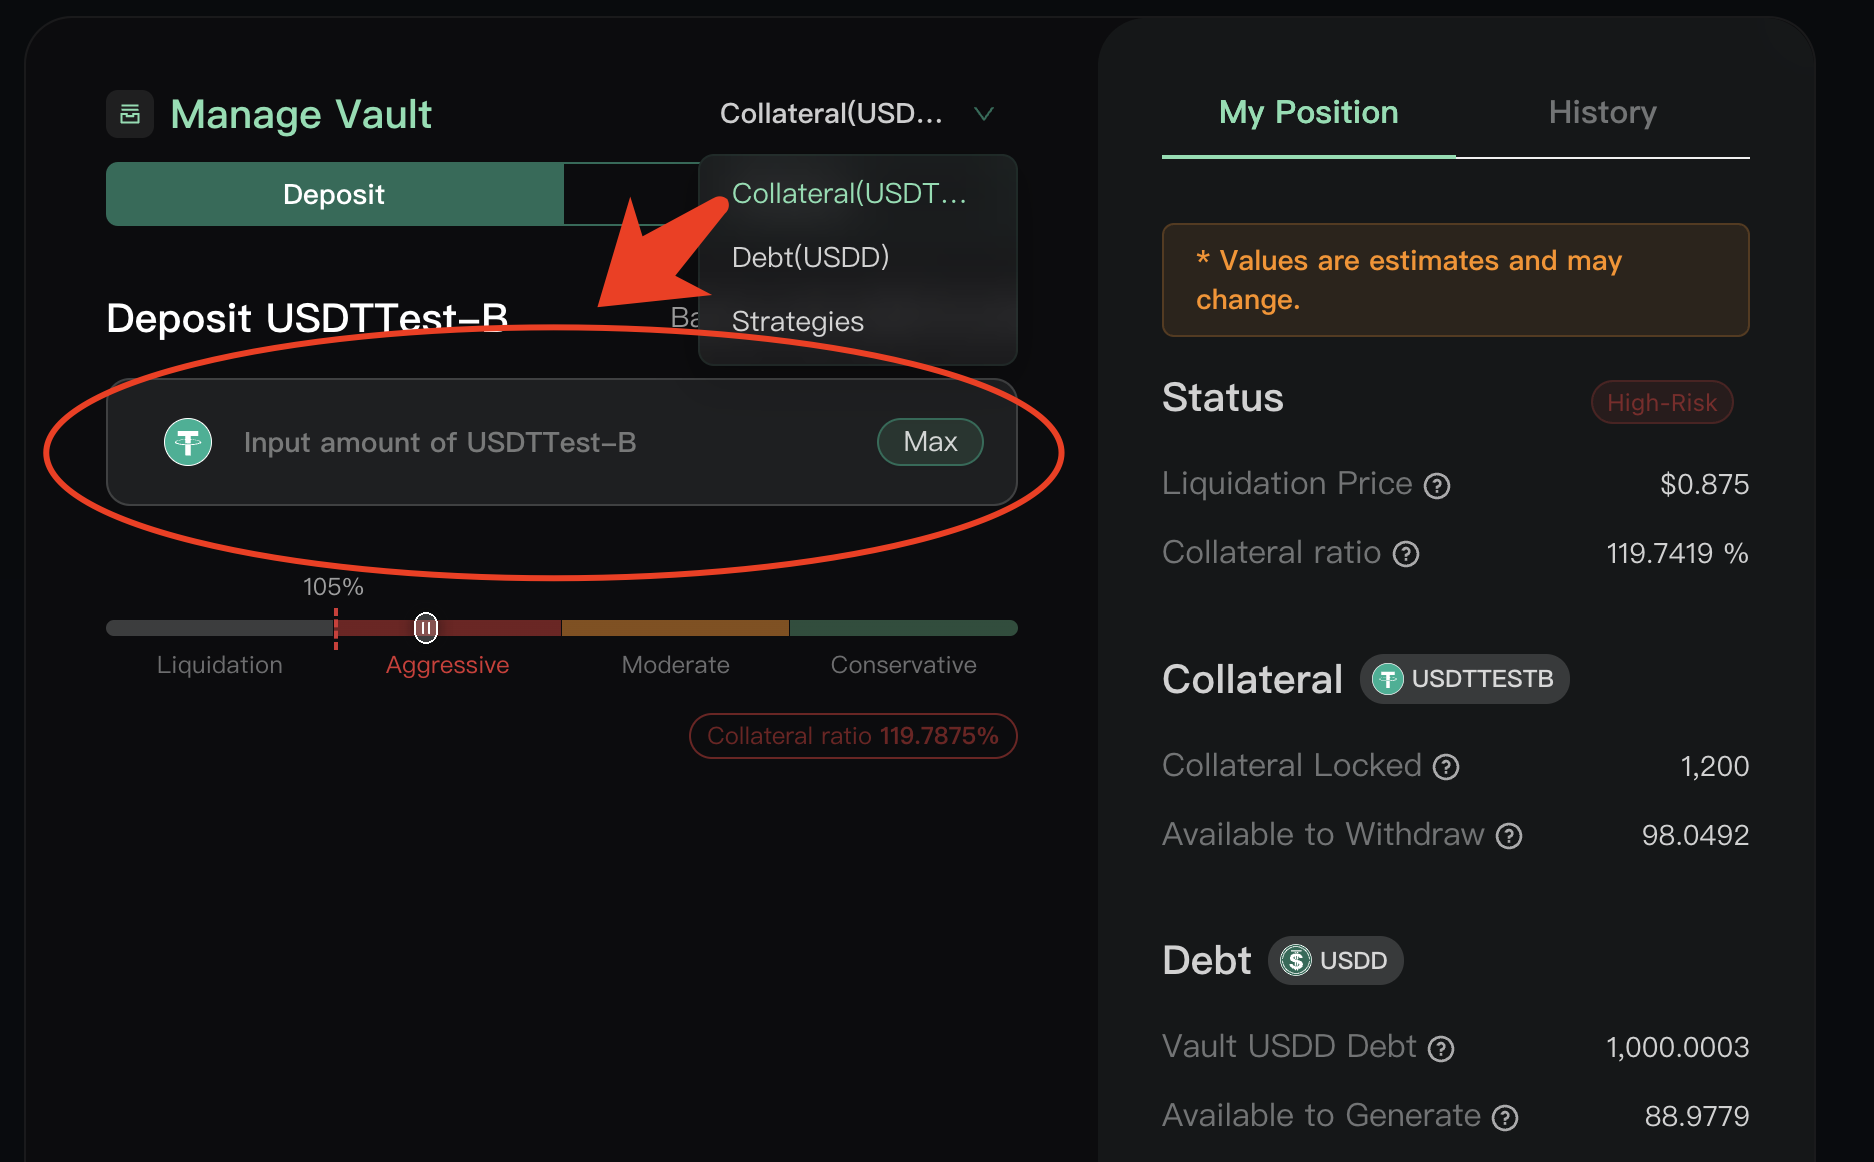 Manage Vault
Collateral(USD...
Deposit
Collateral(USDT...
Debt(USDD)
Strategies
Deposit USDTTest-B
Input amount of USDTTest-B
Max
105%
Liquidation
Aggressive
Moderate
Conservative
Collateral ratio 119.7875%
My Position
History
* Values are estimates and may
change.
Status
High-Risk
Liquidation Price ?
$0.875
Collateral ratio ?
119.7419 %
Collateral
USDTTESTB
Collateral Locked ?
1,200
Available to Withdraw ?
98.0492
Debt
USDD
Vault USDD Debt ?
1,000.0003
Available to Generate ?
88.9779